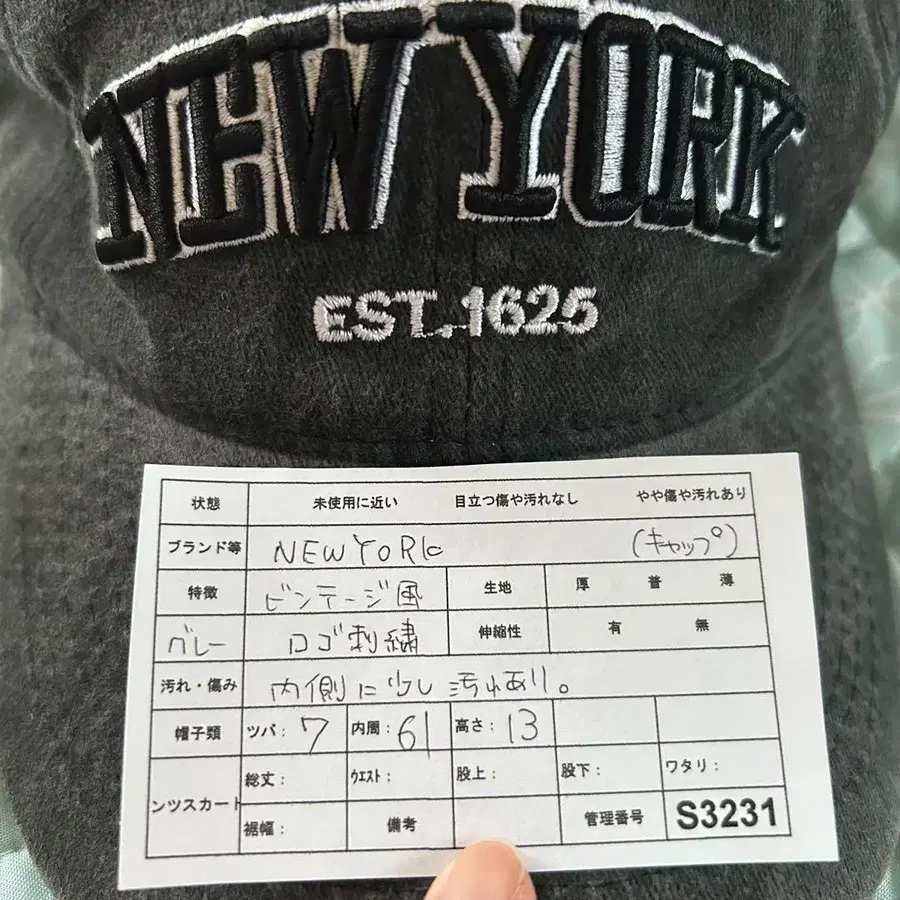 NEW YORK
EST.1625
状態 未使用に近い 目立つ傷や汚れなし やや傷や汚れあり
ブランド等 NEW YORK (キャップ)
特徴 ビンテージ風 生地 厚 普 薄
グレー ロゴ刺繍 伸縮性 有 無
汚れ・傷み 内側に少し汚れあり。
帽子類 ツバ: 7 内周: 61 高さ: 13
総丈: ウエスト: 股上: 股下: ワタリ:
ンツスカート
裾幅: 備考 管理番号 S3231